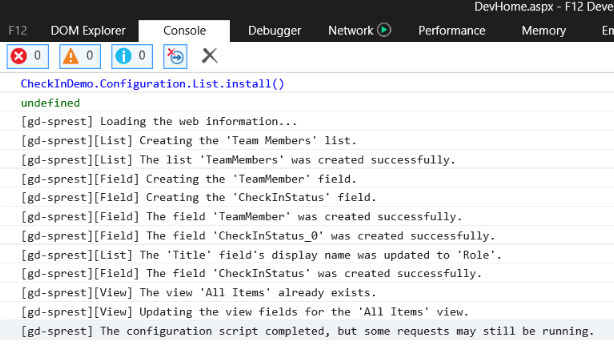 DevHome.aspx - F12 Deve
F12 DOM Explorer Console Debugger Network Performance Memory Em
0 0 0
CheckInDemo.Configuration.List.install()
undefined
[gd-sprest] Loading the web information...
[gd-sprest][List] Creating the 'Team Members' list.
[gd-sprest][List] The list 'TeamMembers' was created successfully.
[gd-sprest][Field] Creating the 'TeamMember' field.
[gd-sprest][Field] Creating the 'CheckInStatus' field.
[gd-sprest][Field] The field 'TeamMember' was created successfully.
[gd-sprest][Field] The field 'CheckInStatus_0' was created successfully.
[gd-sprest][List] The 'Title' field's display name was updated to 'Role'.
[gd-sprest][Field] The field 'CheckInStatus' was created successfully.
[gd-sprest][View] The view 'All Items' already exists.
[gd-sprest][View] Updating the view fields for the 'All Items' view.
[gd-sprest] The configuration script completed, but some requests may still be running.